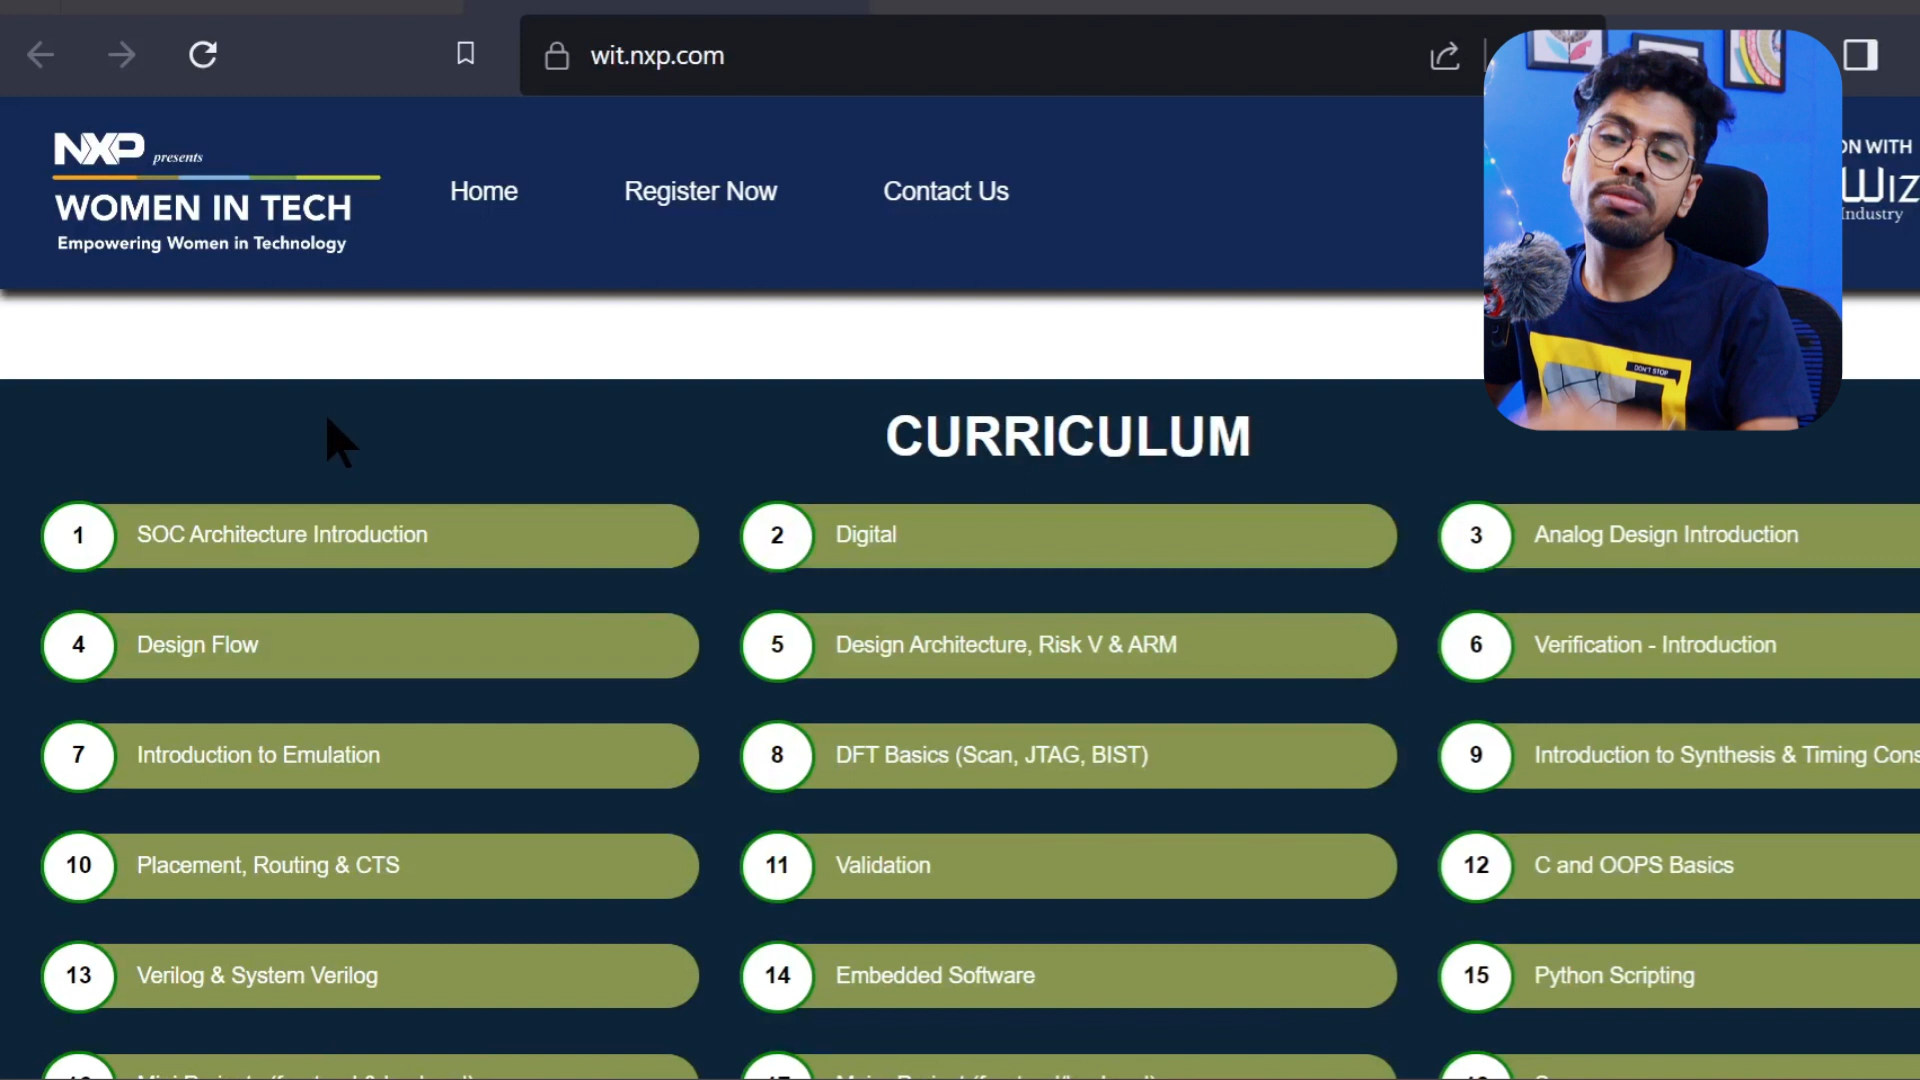 wit.nxp.com
NXP presents
WOMEN IN TECH
Empowering Women in Technology
Home
Register Now
Contact Us
ON WITH
Wiz
Industry
DON'T STOP
CURRICULUM
1 SOC Architecture Introduction
2 Digital
3 Analog Design Introduction
4 Design Flow
5 Design Architecture, Risk V & ARM
6 Verification - Introduction
7 Introduction to Emulation
8 DFT Basics (Scan, JTAG, BIST)
9 Introduction to Synthesis & Timing Cons
10 Placement, Routing & CTS
11 Validation
12 C and OOPS Basics
13 Verilog & System Verilog
14 Embedded Software
15 Python Scripting